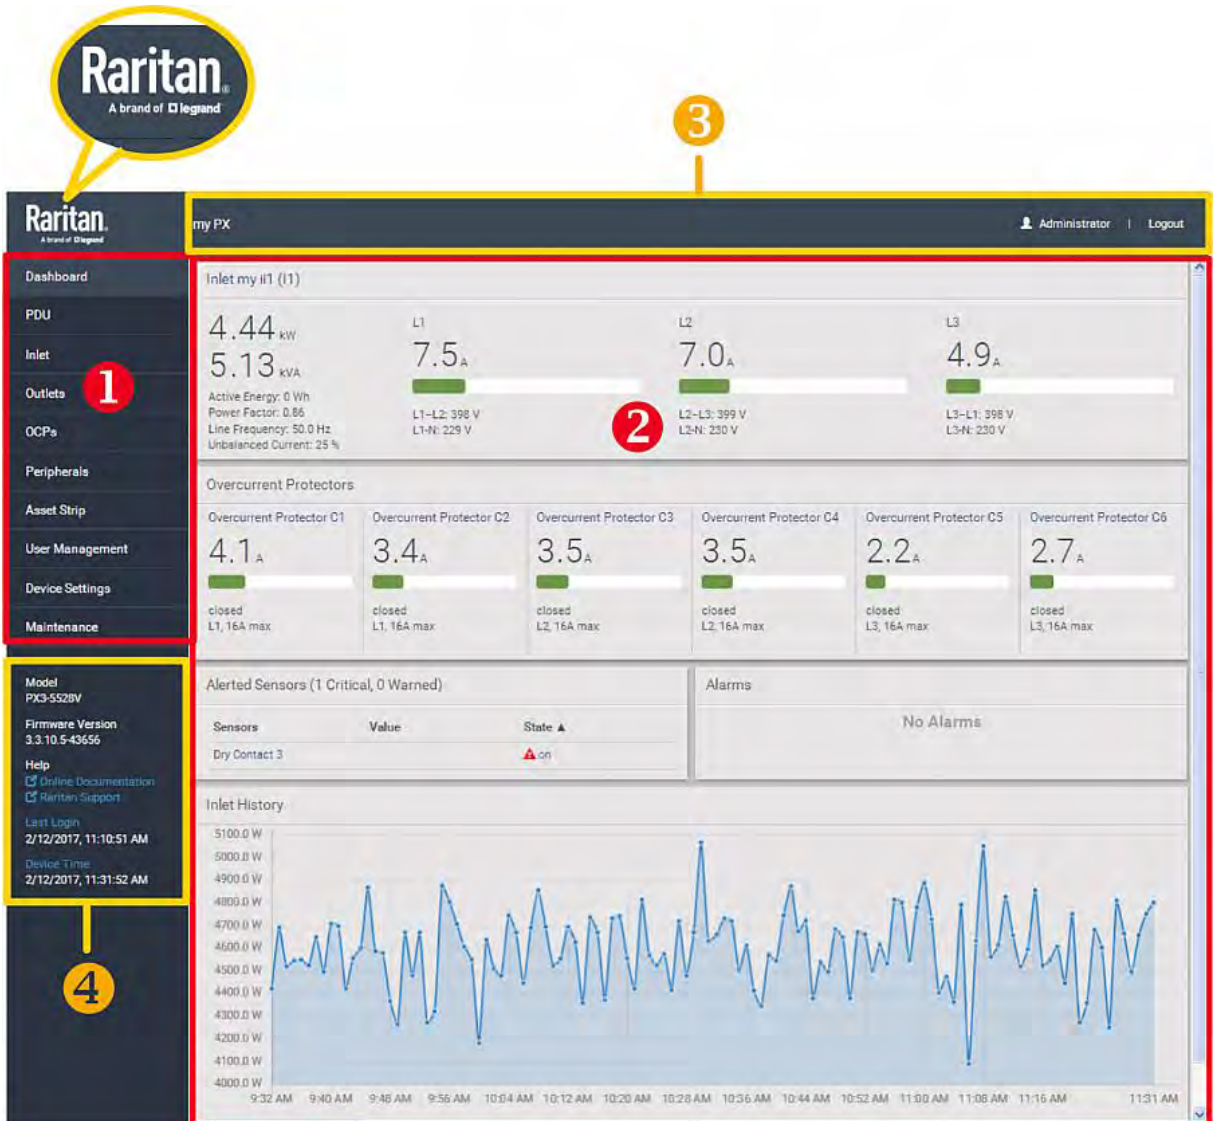 Raritan.
A brand of legrand
3
Raritan.
A brand of legrand
my PX
Administrator | Logout
Dashboard
PDU
Inlet
Outlets
OCPs
Peripherals
Asset Strip
User Management
Device Settings
Maintenance
1
Model
PX3-5528V
Firmware Version
3.3.10.5-43656
Help
Online Documentation
Raritan Support
Last Login
2/12/2017, 11:10:51 AM
Device Time
2/12/2017, 11:31:52 AM
4
Inlet my ii1 (I1)
4.44 kW
5.13 kVA
Active Energy: 0 Wh
Power Factor: 0.86
Line Frequency: 50.0 Hz
Unbalanced Current: 25 %
L1
7.5 A
L1-L2: 398 V
L1-N: 229 V
2
L2
7.0 A
L2-L3: 399 V
L2-N: 230 V
L3
4.9 A
L3-L1: 398 V
L3-N: 230 V
Overcurrent Protectors
Overcurrent Protector C1
4.1 A
closed
L1, 16A max
Overcurrent Protector C2
3.4 A
closed
L1, 16A max
Overcurrent Protector C3
3.5 A
closed
L2, 16A max
Overcurrent Protector C4
3.5 A
closed
L2, 16A max
Overcurrent Protector C5
2.2 A
closed
L3, 16A max
Overcurrent Protector C6
2.7 A
closed
L3, 16A max
Alerted Sensors (1 Critical, 0 Warned)
Sensors Value State ▲
Dry Contact 3 on
Alarms
No Alarms
Inlet History
5100.0 W
5000.0 W
4900.0 W
4800.0 W
4700.0 W
4600.0 W
4500.0 W
4400.0 W
4300.0 W
4200.0 W
4100.0 W
4000.0 W
9:32 AM 9:40 AM 9:48 AM 9:56 AM 10:04 AM 10:12 AM 10:20 AM 10:28 AM 10:36 AM 10:44 AM 10:52 AM 11:00 AM 11:08 AM 11:16 AM 11:31 AM